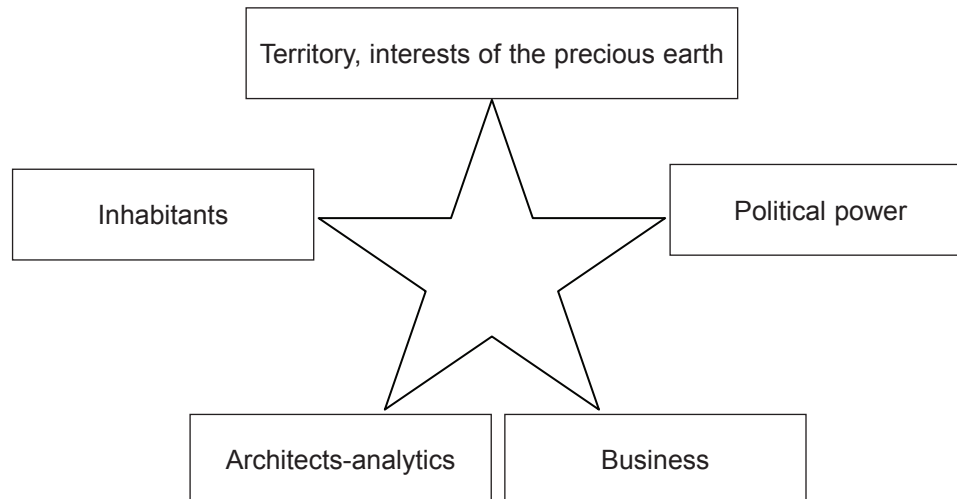 Territory, interests of the precious earth
Inhabitants
Political power
Architects-analytics
Business